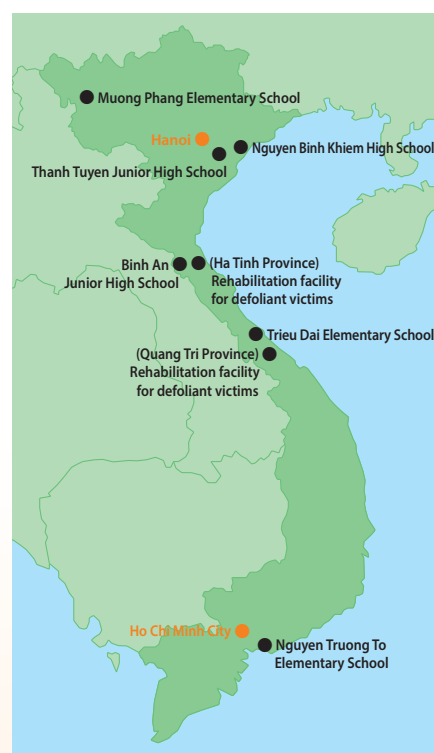 Muong Phang Elementary School
Hanoi
Nguyen Binh Khiem High School
Thanh Tuyen Junior High School
Binh An
Junior High School
(Ha Tinh Province)
Rehabilitation facility
for defoliant victims
Trieu Dai Elementary School
(Quang Tri Province)
Rehabilitation facility
for defoliant victims
Ho Chi Minh City
Nguyen Truong To
Elementary School